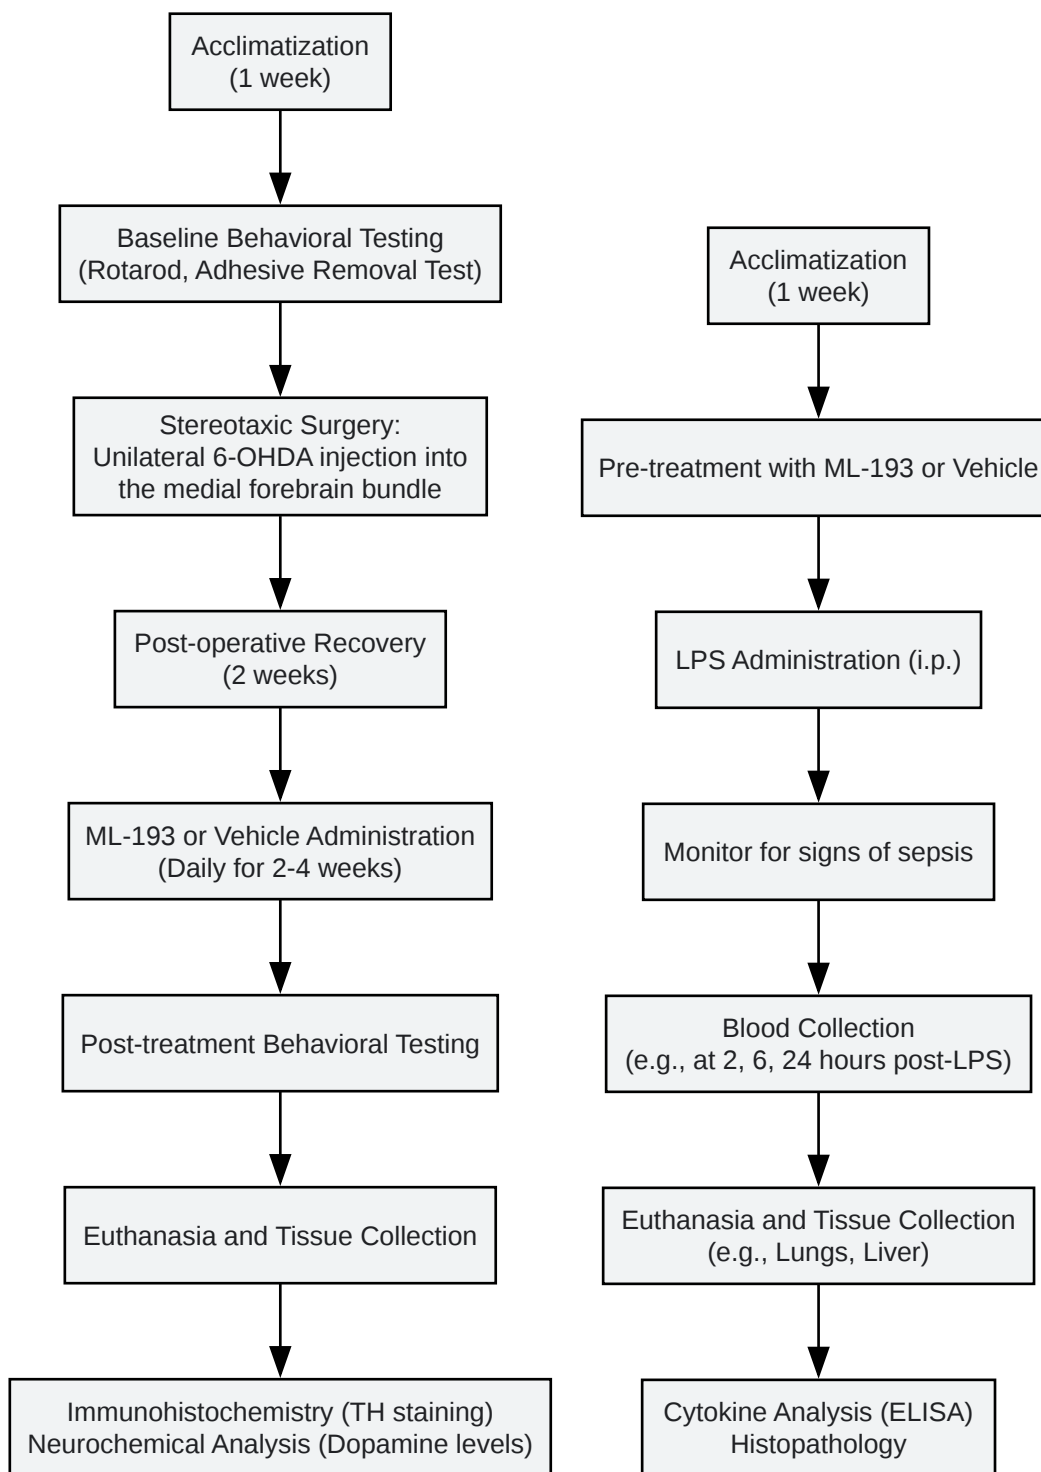 Acclimatization
(1 week)
Baseline Behavioral Testing
(Rotarod, Adhesive Removal Test)
Stereotaxic Surgery:
Unilateral 6-OHDA injection into
the medial forebrain bundle
Post-operative Recovery
(2 weeks)
ML-193 or Vehicle Administration
(Daily for 2-4 weeks)
Post-treatment Behavioral Testing
Euthanasia and Tissue Collection
Immunohistochemistry (TH staining)
Neurochemical Analysis (Dopamine levels)
Acclimatization
(1 week)
Pre-treatment with ML-193 or Vehicle
LPS Administration (i.p.)
Monitor for signs of sepsis
Blood Collection
(e.g., at 2, 6, 24 hours post-LPS)
Euthanasia and Tissue Collection
(e.g., Lungs, Liver)
Cytokine Analysis (ELISA)
Histopathology